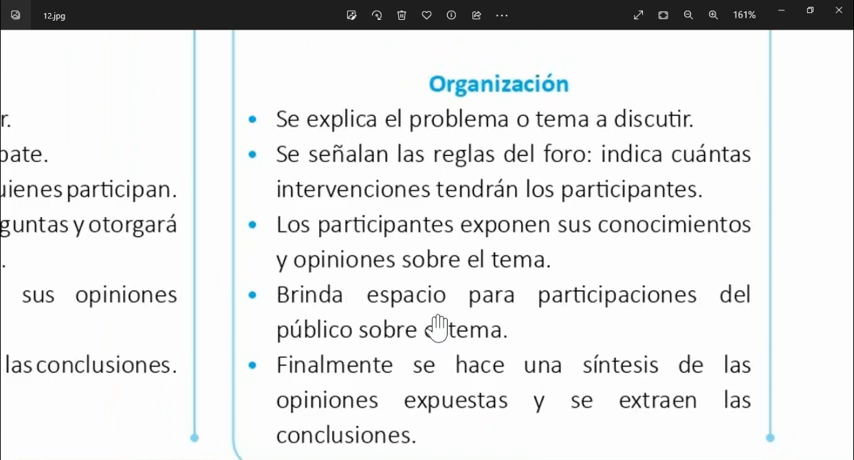 12.jpg
161%
r.
bate.
uienes participan.
guntas y otorgará
.
sus opiniones
las conclusiones.
Organización
• Se explica el problema o tema a discutir.
• Se señalan las reglas del foro: indica cuántas
intervenciones tendrán los participantes.
• Los participantes exponen sus conocimientos
y opiniones sobre el tema.
• Brinda espacio para participaciones del
público sobre tema.
• Finalmente se hace una síntesis de las
opiniones expuestas y se extraen las
conclusiones.